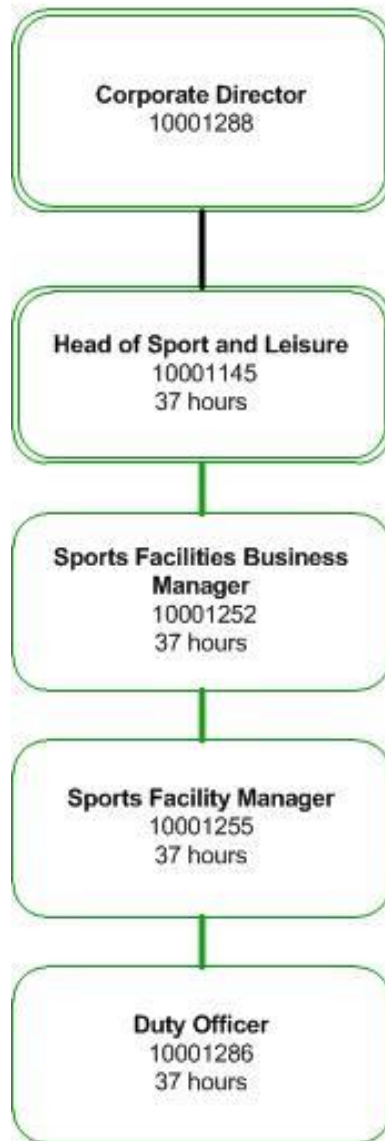 Corporate Director
10001288
Head of Sport and Leisure
10001145
37 hours
Sports Facilities Business
Manager
10001252
37 hours
Sports Facility Manager
10001255
37 hours
Duty Officer
10001286
37 hours